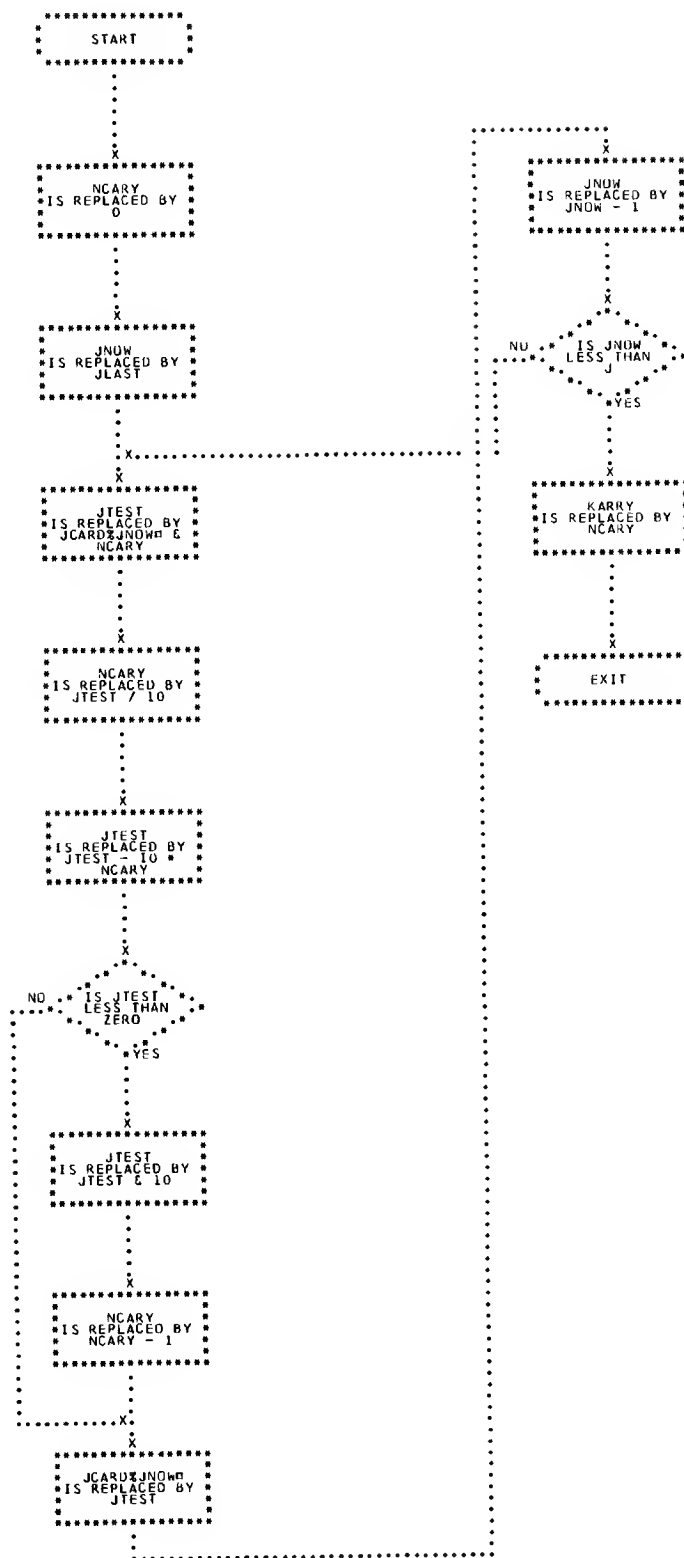 START
NCARY
IS REPLACED BY
0
JNOW
IS REPLACED BY
JLAST
JTEST
IS REPLACED BY
JCARD%JNOW¤ &
NCARY
NCARY
IS REPLACED BY
JTEST / 10
JTEST
IS REPLACED BY
JTEST - 10 *
NCARY
NO
IS JTEST
LESS THAN
ZERO
YES
JTEST
IS REPLACED BY
JTEST & 10
NCARY
IS REPLACED BY
NCARY - 1
JCARD%JNOW¤
IS REPLACED BY
JTEST
JNOW
IS REPLACED BY
JNOW - 1
NO
IS JNOW
LESS THAN
J
YES
KARRY
IS REPLACED BY
NCARY
EXIT